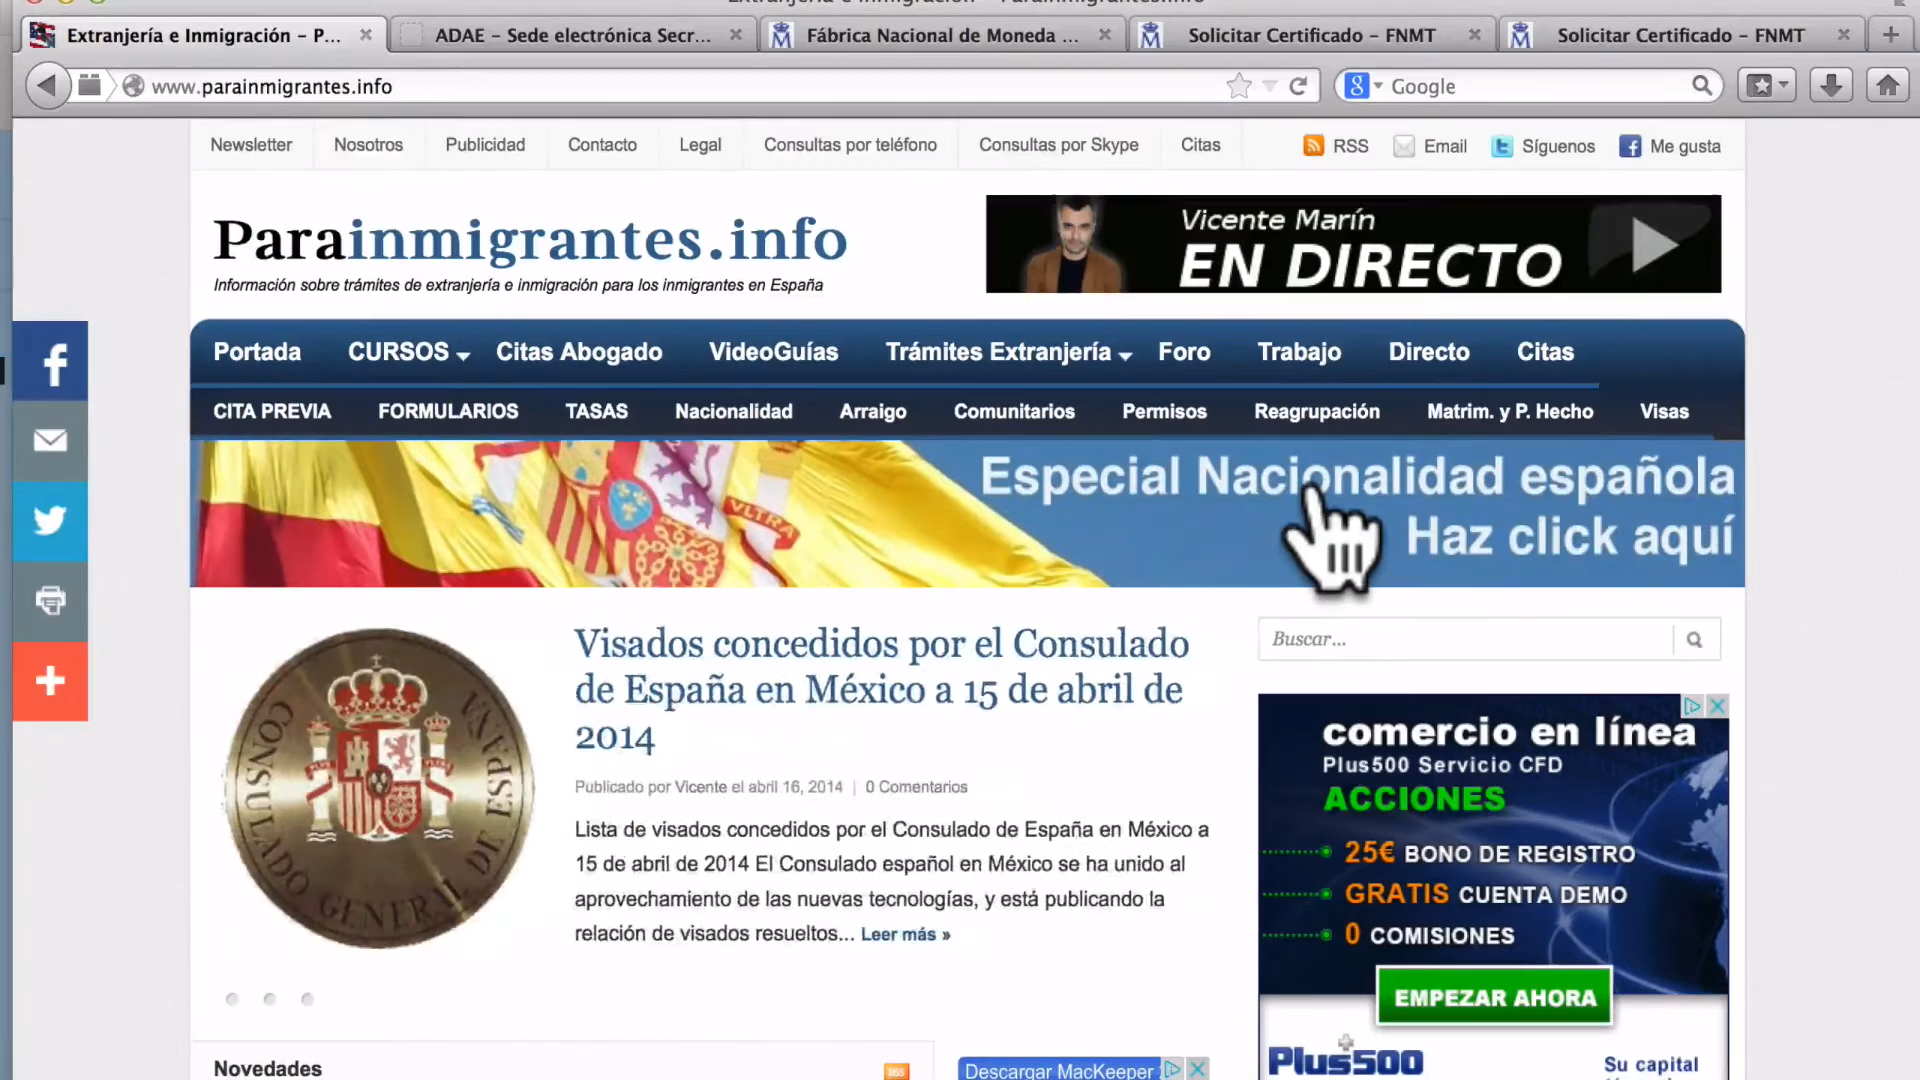 Extranjería e Inmigración – P...
ADAE – Sede electrónica Secr...
Fábrica Nacional de Moneda ...
Solicitar Certificado – FNMT
Solicitar Certificado – FNMT
www.parainmigrantes.info
Google
Newsletter
Nosotros
Publicidad
Contacto
Legal
Consultas por teléfono
Consultas por Skype
Citas
RSS
Email
Síguenos
Me gusta
Parainmigrantes.info
Información sobre trámites de extranjería e inmigración para los inmigrantes en España
Vicente Marín
EN DIRECTO
Portada
CURSOS
Citas Abogado
VideoGuías
Trámites Extranjería
Foro
Trabajo
Directo
Citas
CITA PREVIA
FORMULARIOS
TASAS
Nacionalidad
Arraigo
Comunitarios
Permisos
Reagrupación
Matrim. y P. Hecho
Visas
VLTRA
Especial Nacionalidad española
Haz click aquí
CONSULADO GENERAL DE ESPAÑA
Visados concedidos por el Consulado
de España en México a 15 de abril de
2014
Publicado por Vicente el abril 16, 2014 | 0 Comentarios
Lista de visados concedidos por el Consulado de España en México a
15 de abril de 2014 El Consulado español en México se ha unido al
aprovechamiento de las nuevas tecnologías, y está publicando la
relación de visados resueltos... Leer más »
Buscar...
comercio en línea
Plus500 Servicio CFD
ACCIONES
25€ BONO DE REGISTRO
GRATIS CUENTA DEMO
0 COMISIONES
EMPEZAR AHORA
Plus500
Su capital
Novedades
RSS
Descargar MacKeeper